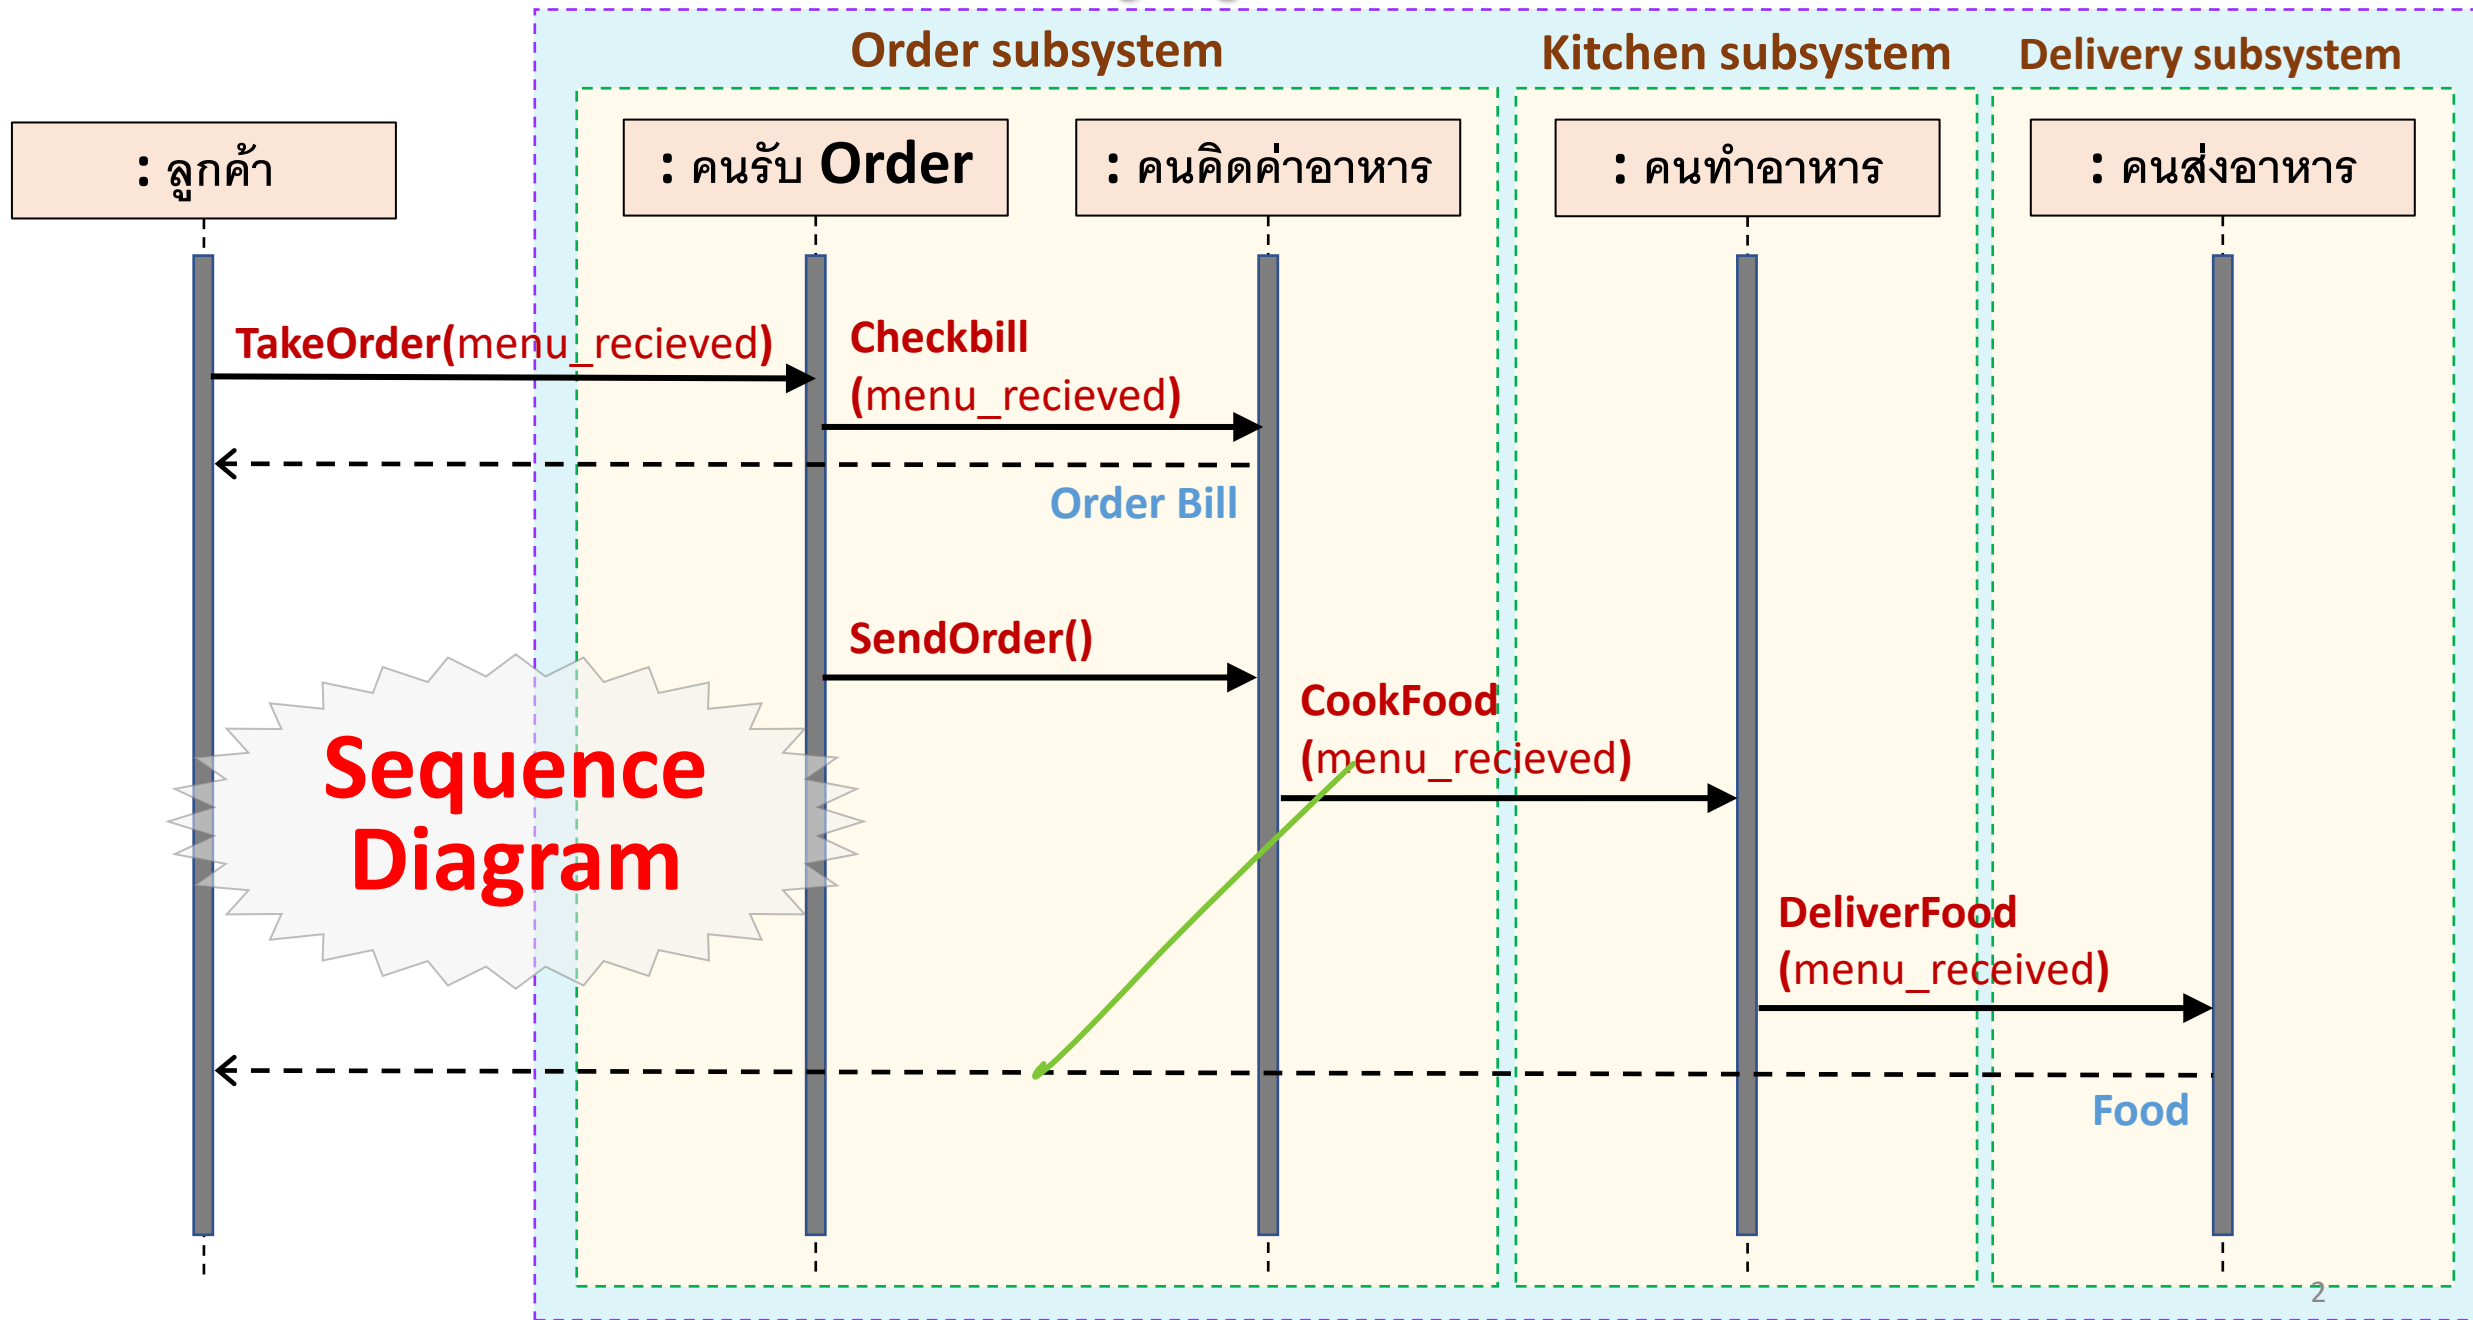 Order subsystem
Kitchen subsystem
Delivery subsystem
: ลูกค้า
: คนรับ Order
: คนคิดค่าอาหาร
: คนทำอาหาร
: คนส่งอาหาร
TakeOrder(menu_recieved)
Checkbill
(menu_recieved)
Order Bill
SendOrder()
CookFood
(menu_recieved)
Sequence
Diagram
DeliverFood
(menu_received)
Food
2